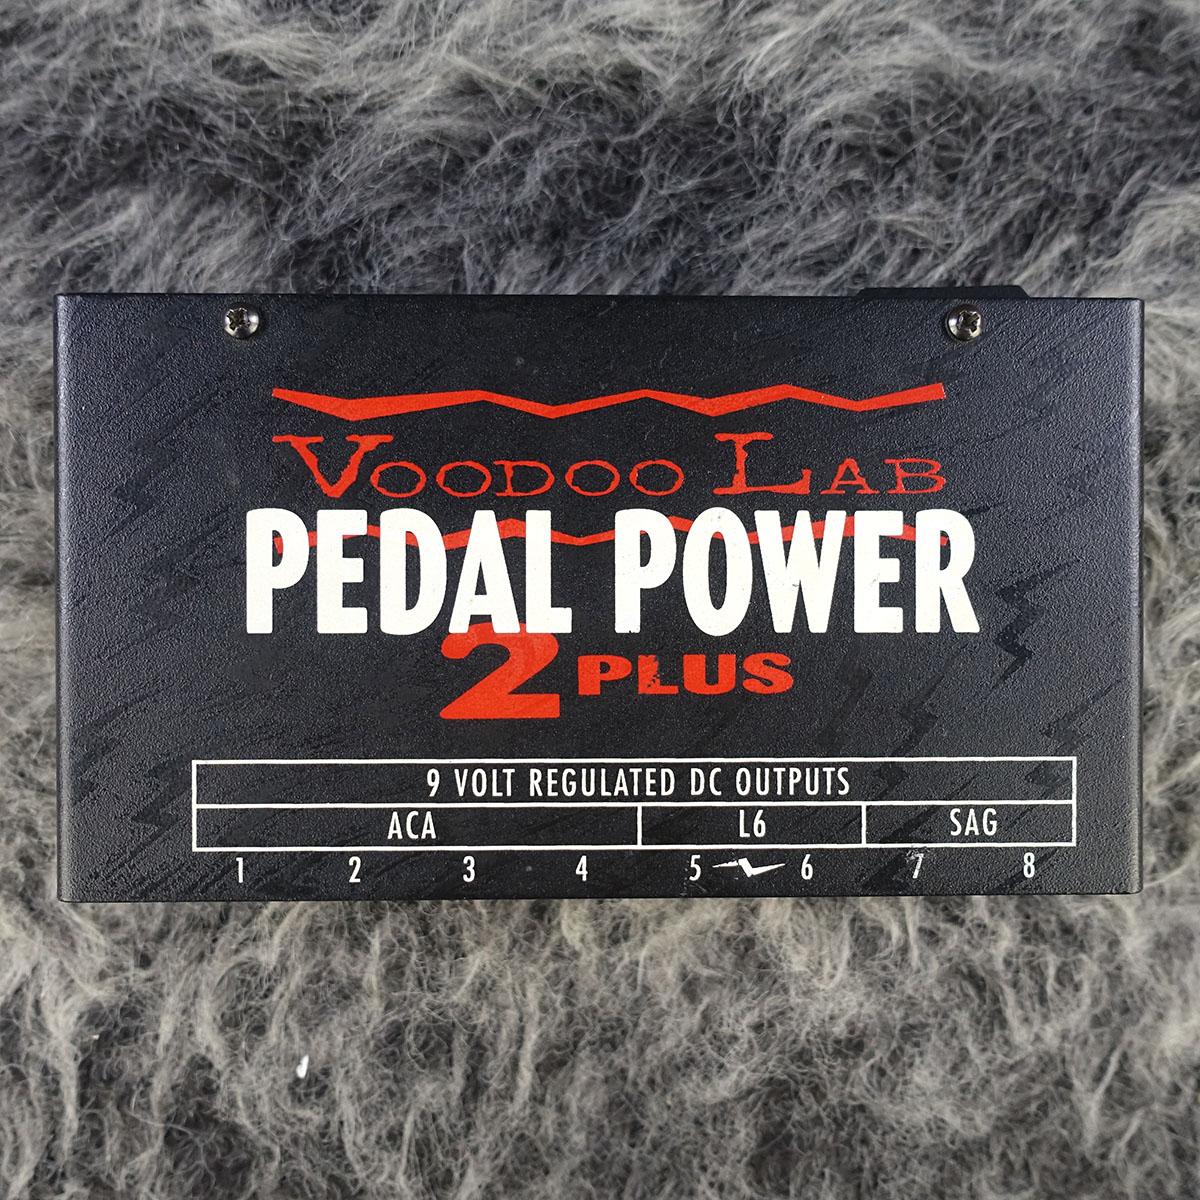 VOODOO LAB
PEDAL POWER
2 PLUS
9 VOLT REGULATED DC OUTPUTS
ACA L6 SAG
1 2 3 4 5 6 7 8